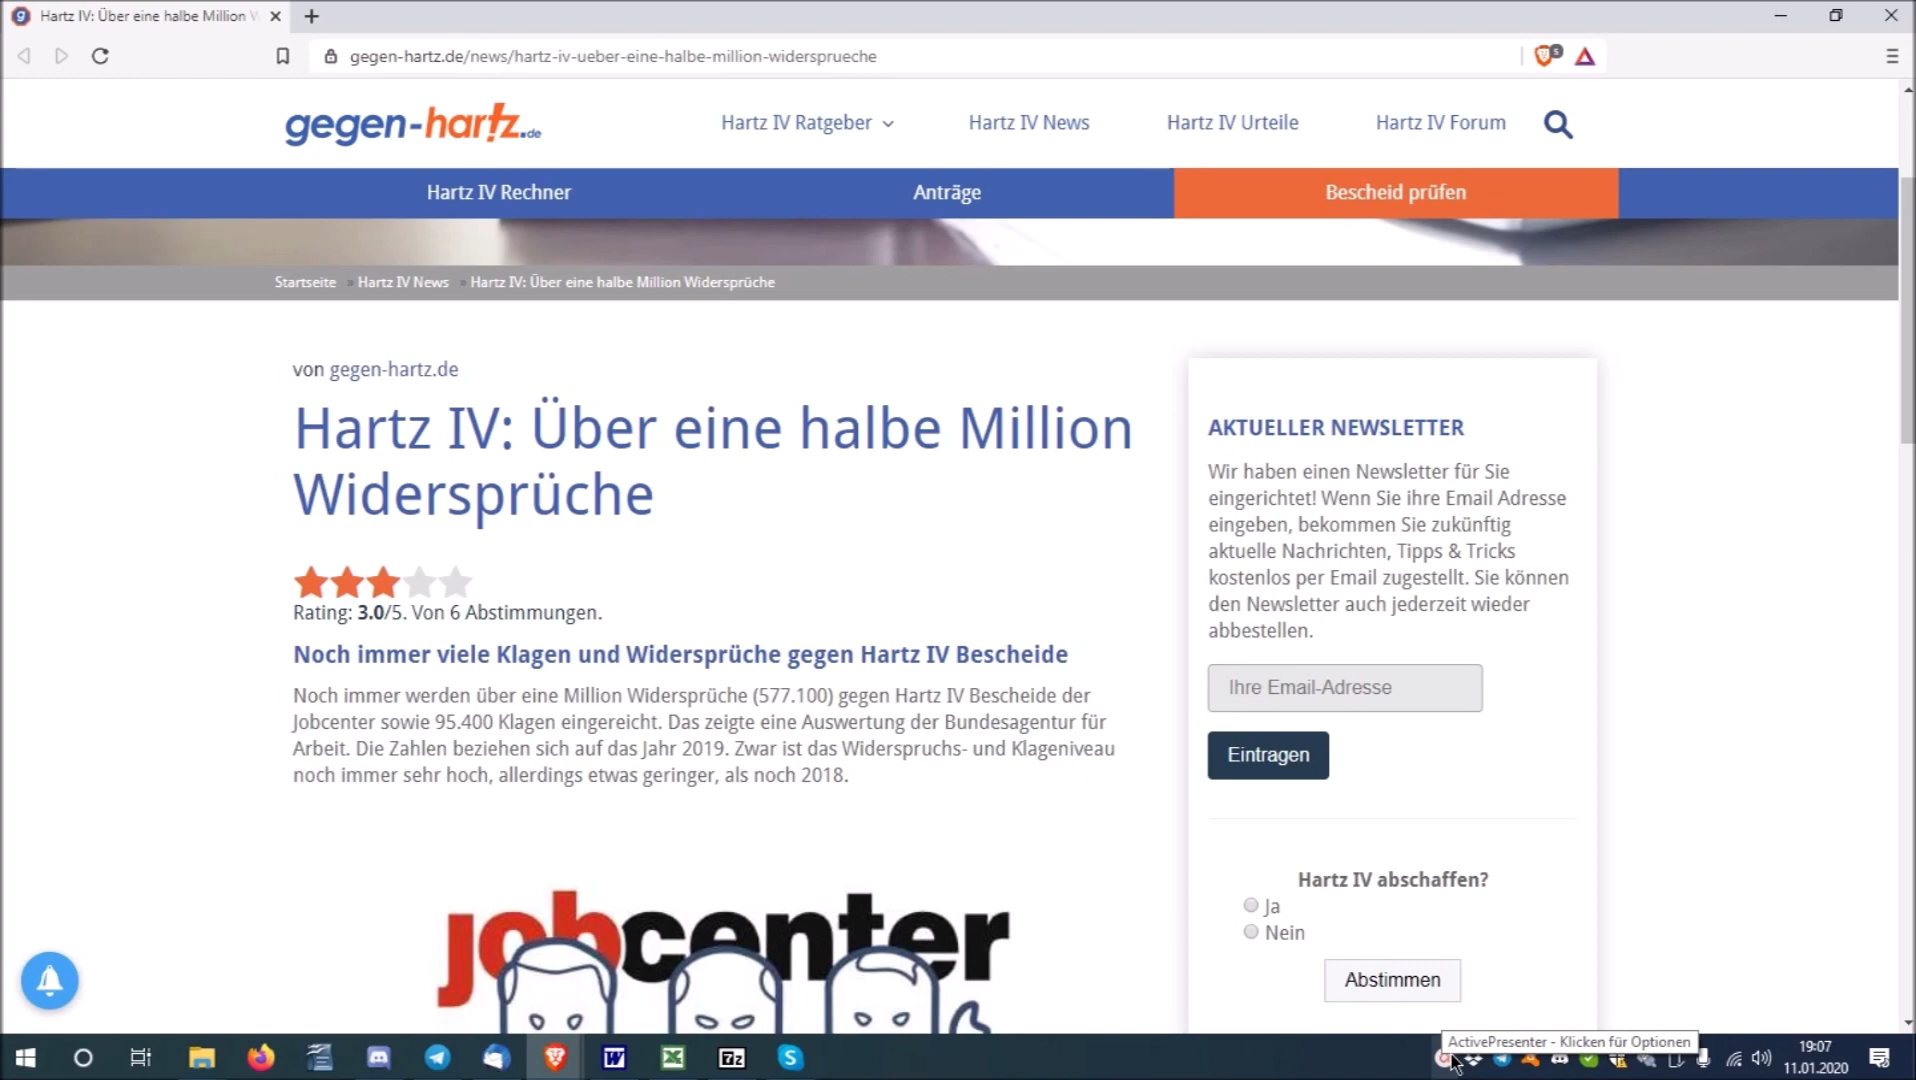 Hartz IV: Über eine halbe Million W
gegen-hartz.de/news/hartz-iv-ueber-eine-halbe-million-widersprueche
5
gegen-hartz.de
Hartz IV Ratgeber
Hartz IV News
Hartz IV Urteile
Hartz IV Forum
Hartz IV Rechner
Anträge
Bescheid prüfen
Startseite » Hartz IV News » Hartz IV: Über eine halbe Million Widersprüche
von gegen-hartz.de
Hartz IV: Über eine halbe Million
Widersprüche
Rating: 3.0/5. Von 6 Abstimmungen.
Noch immer viele Klagen und Widersprüche gegen Hartz IV Bescheide
Noch immer werden über eine Million Widersprüche (577.100) gegen Hartz IV Bescheide der
Jobcenter sowie 95.400 Klagen eingereicht. Das zeigte eine Auswertung der Bundesagentur für
Arbeit. Die Zahlen beziehen sich auf das Jahr 2019. Zwar ist das Widerspruchs- und Klageniveau
noch immer sehr hoch, allerdings etwas geringer, als noch 2018.
jobcenter
AKTUELLER NEWSLETTER
Wir haben einen Newsletter für Sie
eingerichtet! Wenn Sie ihre Email Adresse
eingeben, bekommen Sie zukünftig
aktuelle Nachrichten, Tipps & Tricks
kostenlos per Email zugestellt. Sie können
den Newsletter auch jederzeit wieder
abbestellen.
Ihre Email-Adresse
Eintragen
Hartz IV abschaffen?
Ja
Nein
Abstimmen
ActivePresenter - Klicken für Optionen
7z
19:07
11.01.2020